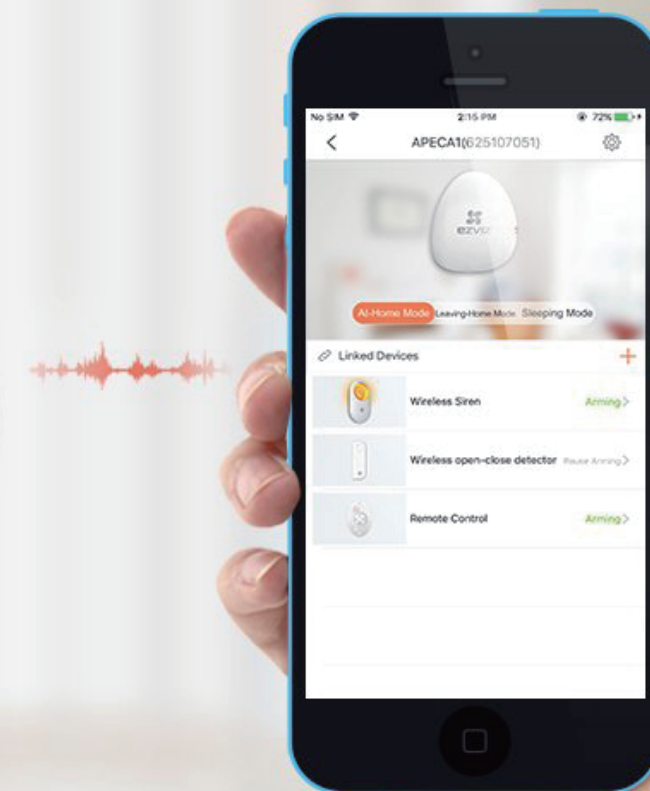 No SIM 2:15 PM 72%
APECA1(625107051)
ezviz
At-Home Mode Leaving-Home Mode Sleeping Mode
Linked Devices
Wireless Siren Arming
Wireless open-close detector Pause Arming
Remote Control Arming